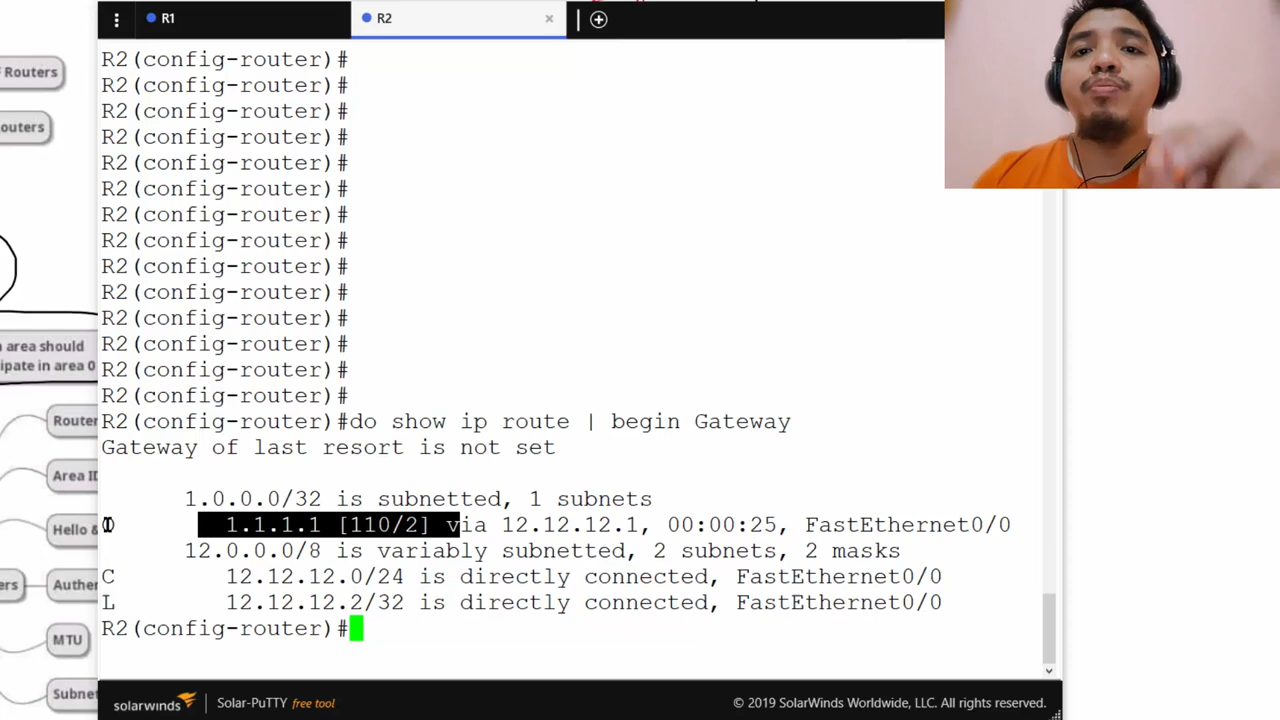 R1
R2
F Routers
outers
n area should
ipate in area 0
Router
Area ID
Hello &
ers
Authen
MTU
Subnet
R2(config-router)#
R2(config-router)#
R2(config-router)#
R2(config-router)#
R2(config-router)#
R2(config-router)#
R2(config-router)#
R2(config-router)#
R2(config-router)#
R2(config-router)#
R2(config-router)#
R2(config-router)#
R2(config-router)#
R2(config-router)#
R2(config-router)#do show ip route | begin Gateway
Gateway of last resort is not set
1.0.0.0/32 is subnetted, 1 subnets
O 1.1.1.1 [110/2] via 12.12.12.1, 00:00:25, FastEthernet0/0
12.0.0.0/8 is variably subnetted, 2 subnets, 2 masks
C 12.12.12.0/24 is directly connected, FastEthernet0/0
L 12.12.12.2/32 is directly connected, FastEthernet0/0
R2(config-router)#
solarwinds
Solar-PuTTY free tool
© 2019 SolarWinds Worldwide, LLC. All rights reserved.